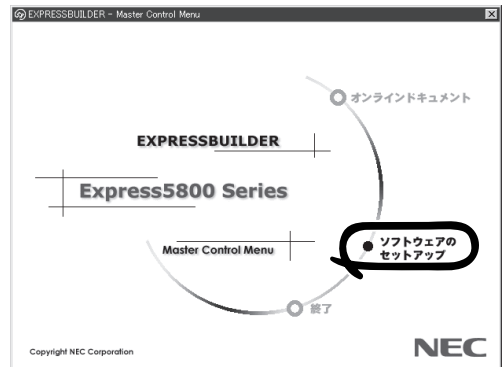 EXPRESSBUILDER - Master Control Menu
オンラインドキュメント
EXPRESSBUILDER
Express5800 Series
Master Control Menu
ソフトウェアの
セットアップ
終了
Copyright NEC Corporation
NEC